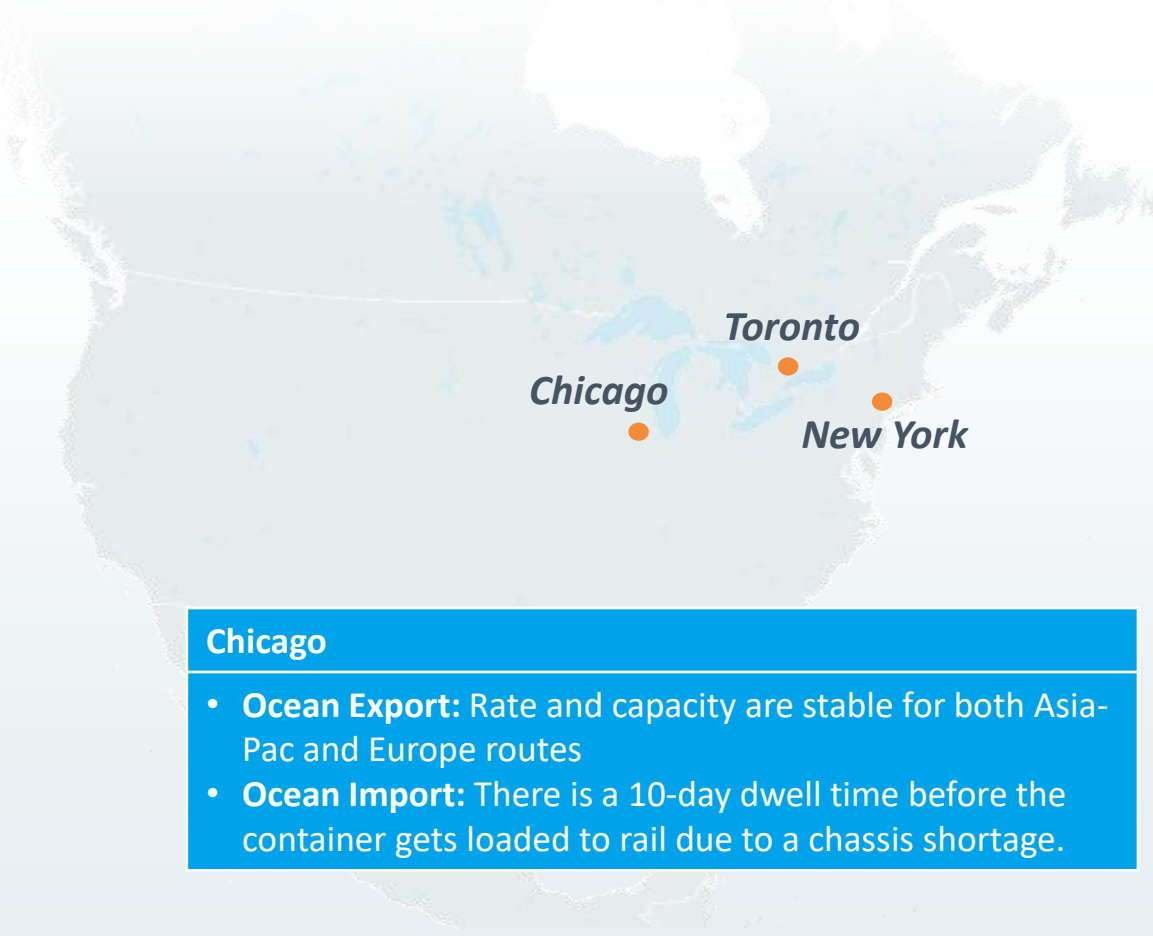 Toronto
Chicago
New York
Chicago
• Ocean Export: Rate and capacity are stable for both Asia-
Pac and Europe routes
• Ocean Import: There is a 10-day dwell time before the
container gets loaded to rail due to a chassis shortage.